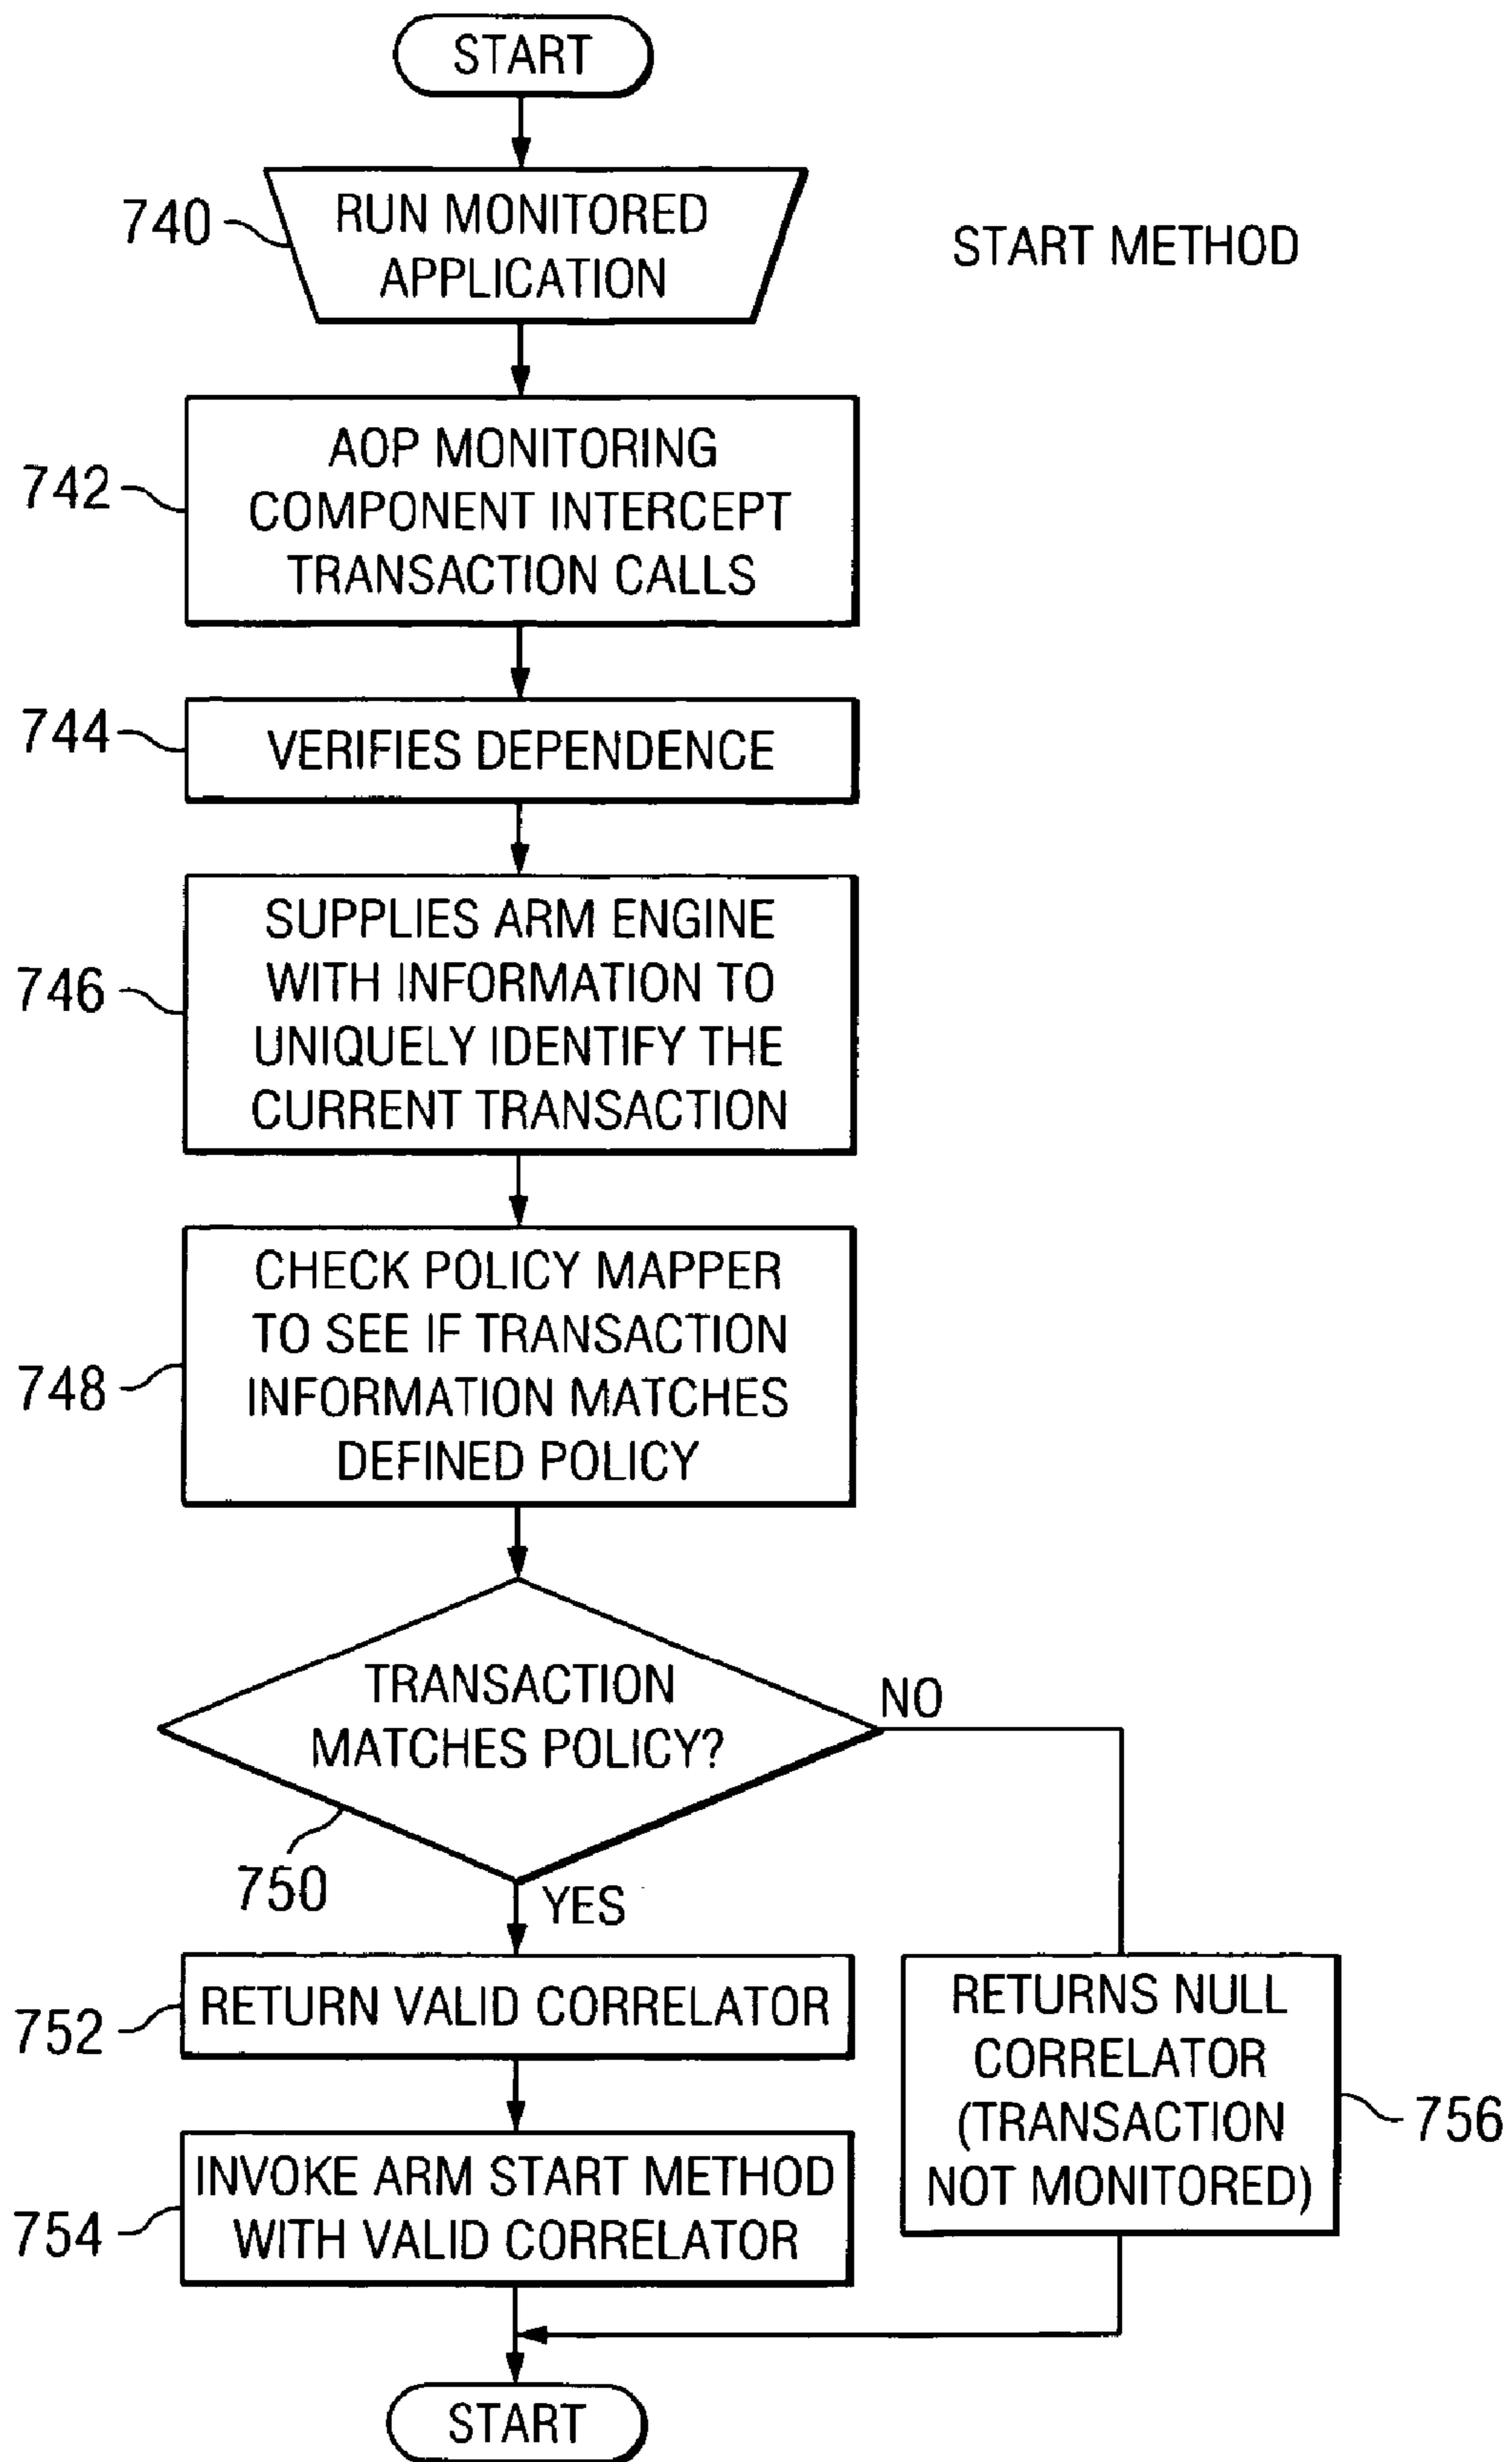 START
740
RUN MONITORED
APPLICATION
START METHOD
742
AOP MONITORING
COMPONENT INTERCEPT
TRANSACTION CALLS
744
VERIFIES DEPENDENCE
746
SUPPLIES ARM ENGINE
WITH INFORMATION TO
UNIQUELY IDENTIFY THE
CURRENT TRANSACTION
748
CHECK POLICY MAPPER
TO SEE IF TRANSACTION
INFORMATION MATCHES
DEFINED POLICY
TRANSACTION
MATCHES POLICY?
NO
750
YES
752
RETURN VALID CORRELATOR
754
INVOKE ARM START METHOD
WITH VALID CORRELATOR
RETURNS NULL
CORRELATOR
(TRANSACTION
NOT MONITORED)
756
START